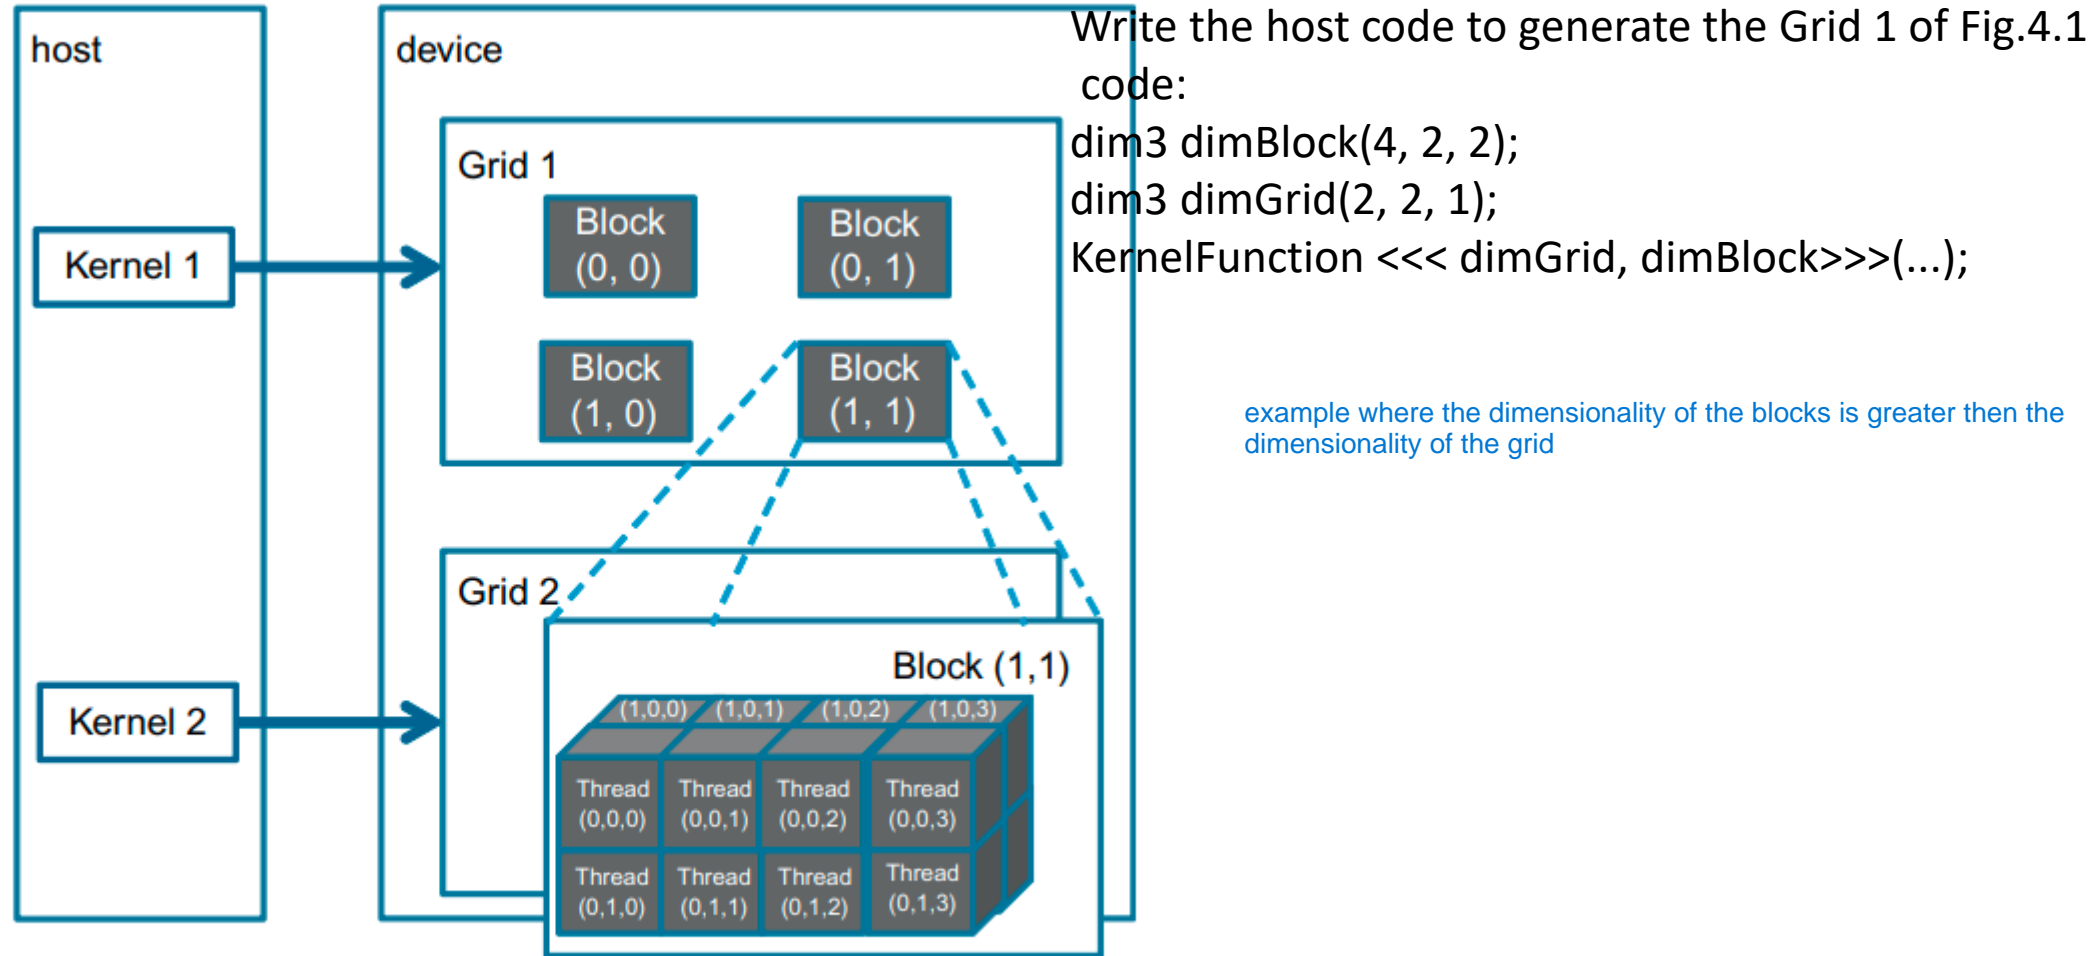 host
device
Grid 1
Block
(0, 0)
Block
(0, 1)
Kernel 1
Block
(1, 0)
Block
(1, 1)
Grid 2
Block (1,1)
Kernel 2
(1,0,0) (1,0,1) (1,0,2) (1,0,3)
Thread Thread Thread Thread
(0,0,0) (0,0,1) (0,0,2) (0,0,3)
Thread Thread Thread Thread
(0,1,0) (0,1,1) (0,1,2) (0,1,3)
Write the host code to generate the Grid 1 of Fig.4.1
code:
dim3 dimBlock(4, 2, 2);
dim3 dimGrid(2, 2, 1);
KernelFunction <<< dimGrid, dimBlock>>>(...);
example where the dimensionality of the blocks is greater then the
dimensionality of the grid